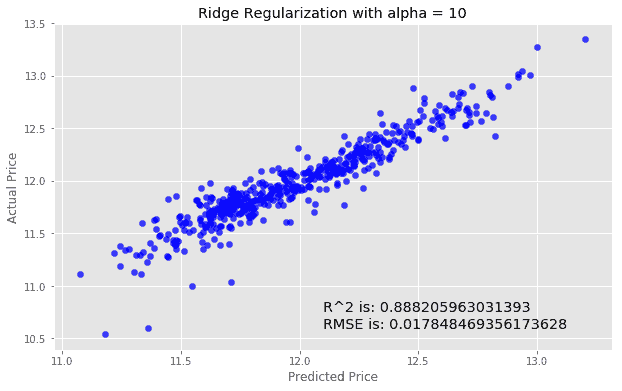 Ridge Regularization with alpha = 10
13.5
13.0
12.5
12.0
11.5
11.0
10.5
Actual Price
R^2 is: 0.888205963031393
RMSE is: 0.017848469356173628
11.0 11.5 12.0 12.5 13.0
Predicted Price